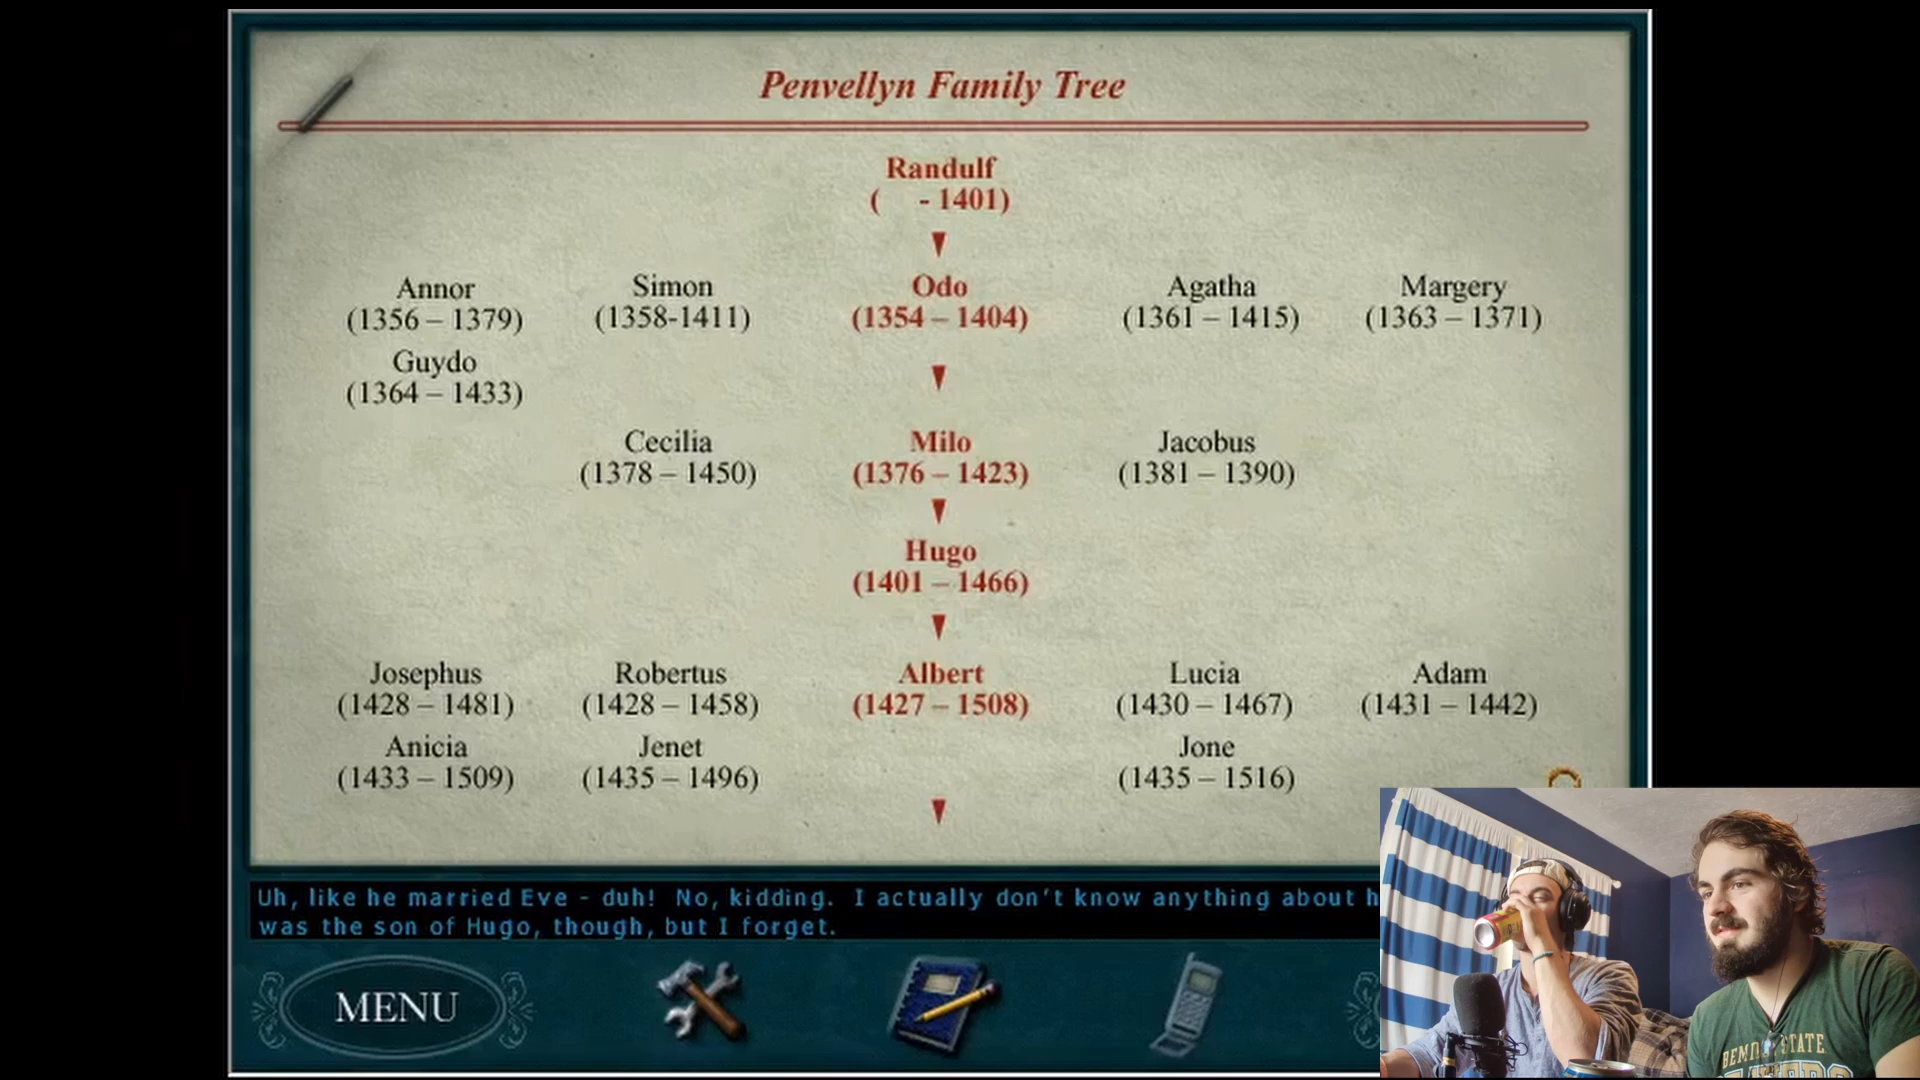 Penvellyn Family Tree
Randulf
( - 1401)
Annor Simon Odo Agatha Margery
(1356 – 1379) (1358-1411) (1354 – 1404) (1361 – 1415) (1363 – 1371)
Guydo
(1364 – 1433)
Cecilia Milo Jacobus
(1378 – 1450) (1376 – 1423) (1381 – 1390)
Hugo
(1401 – 1466)
Josephus Robertus Albert Lucia Adam
(1428 – 1481) (1428 – 1458) (1427 – 1508) (1430 – 1467) (1431 – 1442)
Anicia Jenet Jone
(1433 – 1509) (1435 – 1496) (1435 – 1516)
Uh, like he married Eve - duh! No, kidding. I actually don't know anything about
was the son of Hugo, though, but I forget.
MENU
STATE